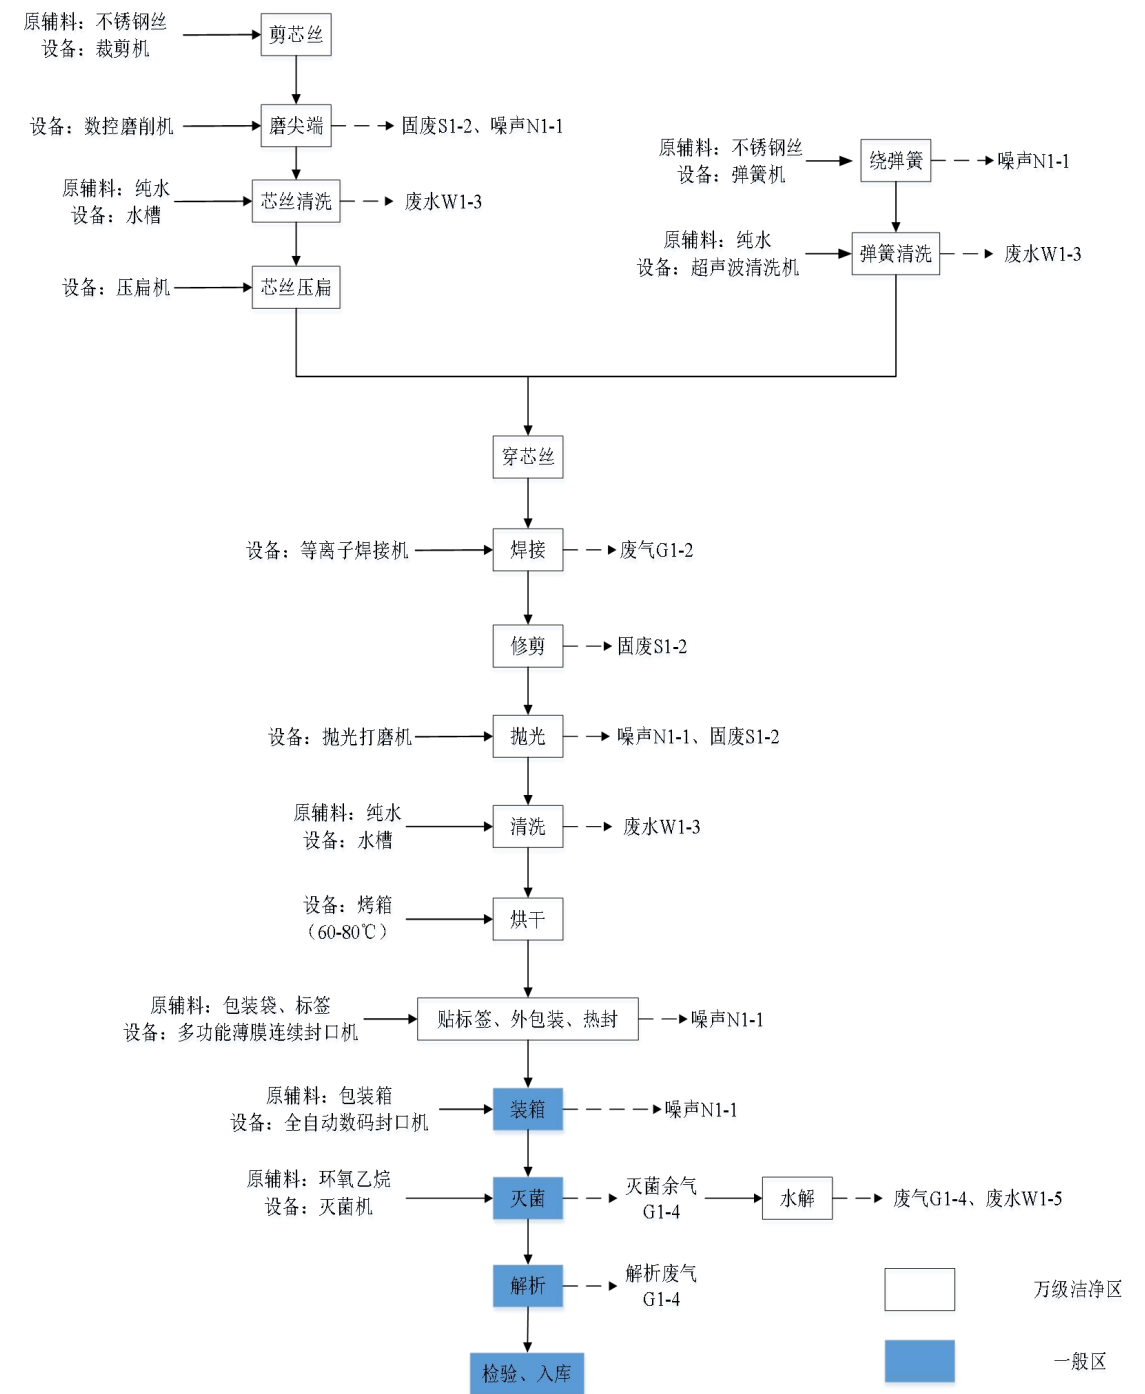 原辅料：不锈钢丝
设备：裁剪机
剪芯丝
设备：数控磨削机
磨尖端
固废S1-2、噪声N1-1
原辅料：不锈钢丝
设备：弹簧机
绕弹簧
噪声N1-1
原辅料：纯水
设备：水槽
芯丝清洗
废水W1-3
原辅料：纯水
设备：超声波清洗机
弹簧清洗
废水W1-3
设备：压扁机
芯丝压扁
穿芯丝
设备：等离子焊接机
焊接
废气G1-2
修剪
固废S1-2
设备：抛光打磨机
抛光
噪声N1-1、固废S1-2
原辅料：纯水
设备：水槽
清洗
废水W1-3
设备：烤箱
（60-80℃）
烘干
原辅料：包装袋、标签
设备：多功能薄膜连续封口机
贴标签、外包装、热封
噪声N1-1
原辅料：包装箱
设备：全自动数码封口机
装箱
噪声N1-1
原辅料：环氧乙烷
设备：灭菌机
灭菌
灭菌余气
G1-4
水解
废气G1-4、废水W1-5
解析
解析废气
G1-4
万级洁净区
检验、入库
一般区